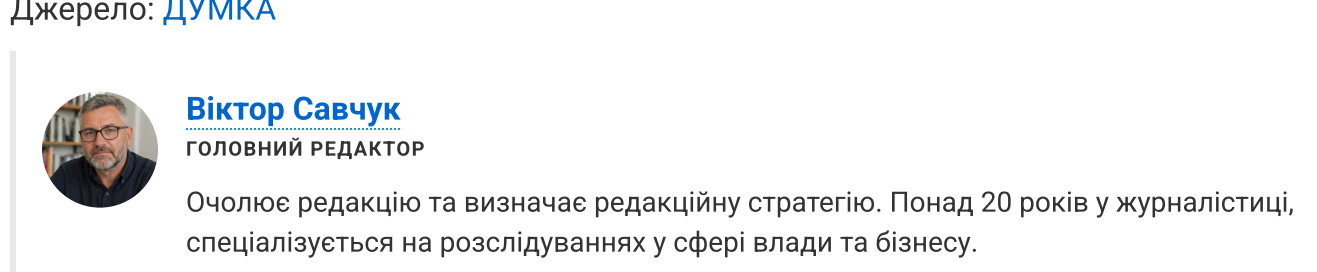 Джерело: ДУМКА
Віктор Савчук
ГОЛОВНИЙ РЕДАКТОР
Очолює редакцію та визначає редакційну стратегію. Понад 20 років у журналістиці,
спеціалізується на розслідуваннях у сфері влади та бізнесу.